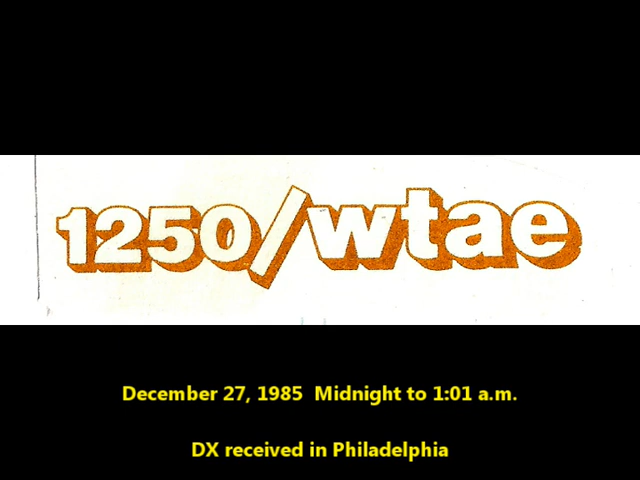 1250/wtae
December 27, 1985  Midnight to 1:01 a.m.
DX received in Philadelphia